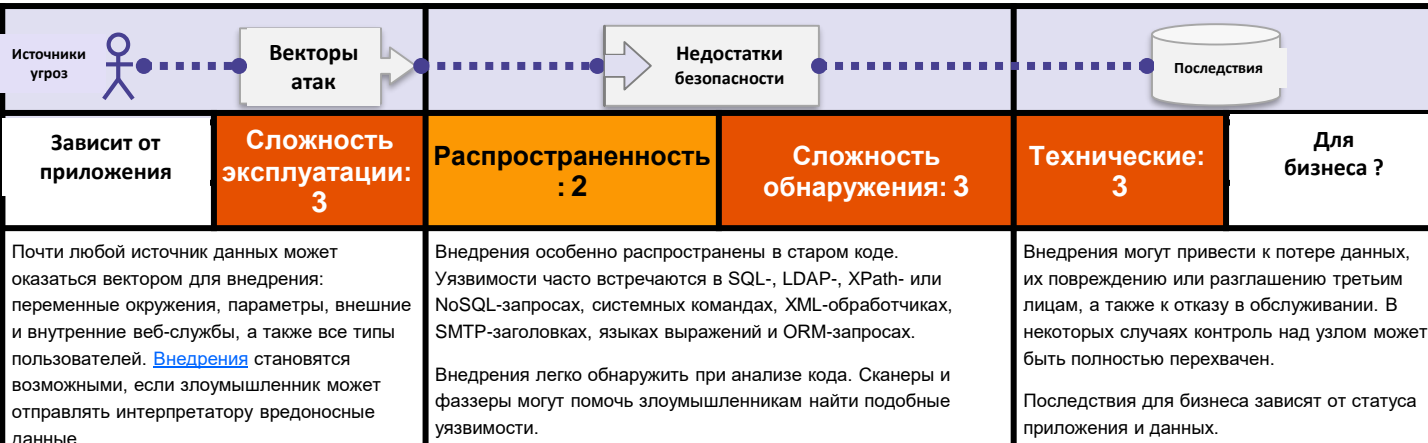 Источники
угроз
Векторы
атак
Недостатки
безопасности
Последствия
Зависит от
приложения
Сложность
эксплуатации:
3
Распространенность
: 2
Сложность
обнаружения: 3
Технические:
3
Для
бизнеса ?
Почти любой источник данных может
оказаться вектором для внедрения:
переменные окружения, параметры, внешние
и внутренние веб-службы, а также все типы
пользователей. Внедрения становятся
возможными, если злоумышленник может
отправлять интерпретатору вредоносные
данные.
Внедрения особенно распространены в старом коде.
Уязвимости часто встречаются в SQL-, LDAP-, XPath- или
NoSQL-запросах, системных командах, XML-обработчиках,
SMTP-заголовках, языках выражений и ORM-запросах.
Внедрения легко обнаружить при анализе кода. Сканеры и
фаззеры могут помочь злоумышленникам найти подобные
уязвимости.
Внедрения могут привести к потере данных,
их повреждению или разглашению третьим
лицам, а также к отказу в обслуживании. В
некоторых случаях контроль над узлом может
быть полностью перехвачен.
Последствия для бизнеса зависят от статуса
приложения и данных.